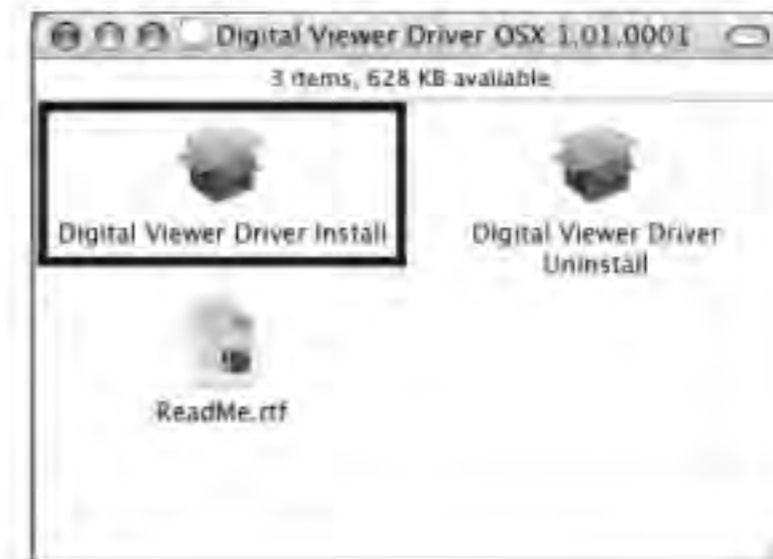 Digital Viewer Driver OSX 1.01.0001
3 items, 628 KB available
Digital Viewer Driver Install
Digital Viewer Driver
Uninstall
ReadMe.rtf